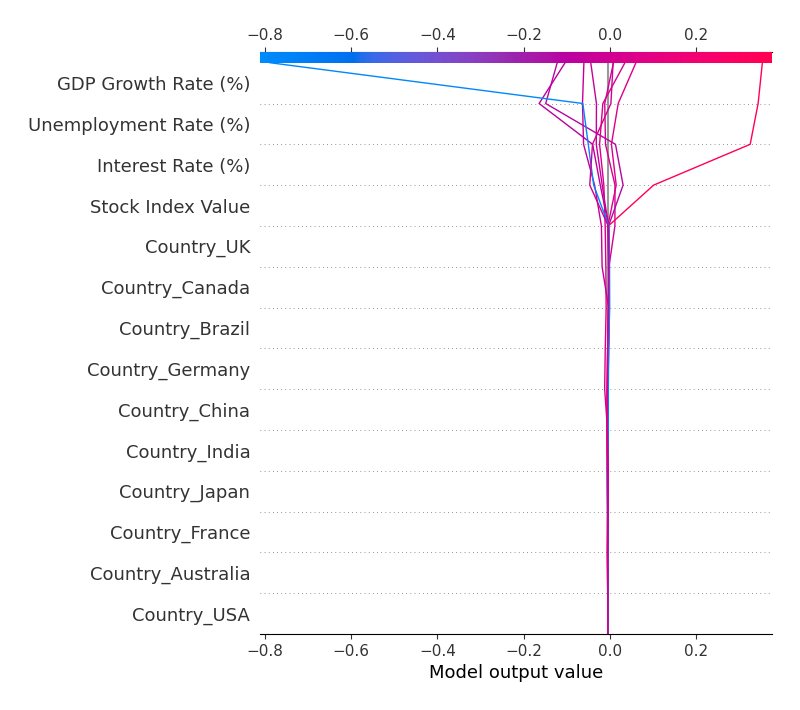 −0.8 −0.6 −0.4 −0.2 0.0 0.2
GDP Growth Rate (%)
Unemployment Rate (%)
Interest Rate (%)
Stock Index Value
Country_UK
Country_Canada
Country_Brazil
Country_Germany
Country_China
Country_India
Country_Japan
Country_France
Country_Australia
Country_USA
−0.8 −0.6 −0.4 −0.2 0.0 0.2
Model output value